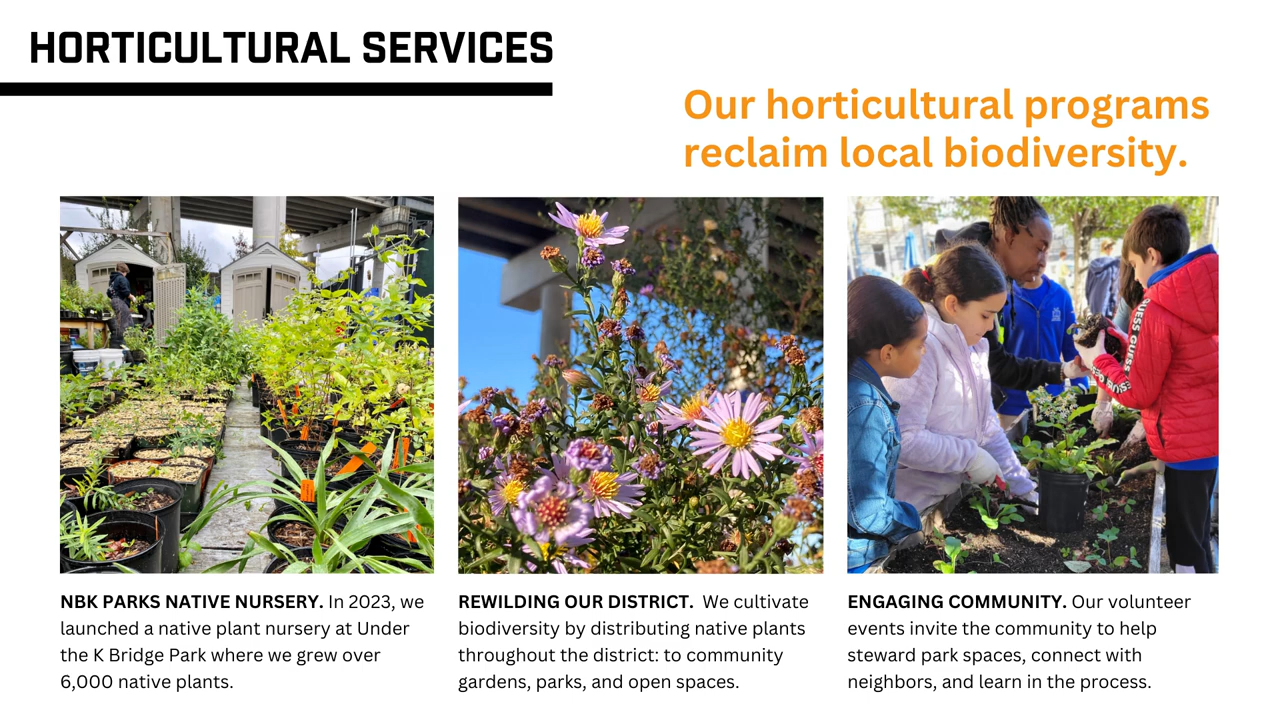 HORTICULTURAL SERVICES
Our horticultural programs
reclaim local biodiversity.
NBK PARKS NATIVE NURSERY. In 2023, we
launched a native plant nursery at Under
the K Bridge Park where we grew over
6,000 native plants.
REWILDING OUR DISTRICT. We cultivate
biodiversity by distributing native plants
throughout the district: to community
gardens, parks, and open spaces.
ENGAGING COMMUNITY. Our volunteer
events invite the community to help
steward park spaces, connect with
neighbors, and learn in the process.
GUESS GUESS